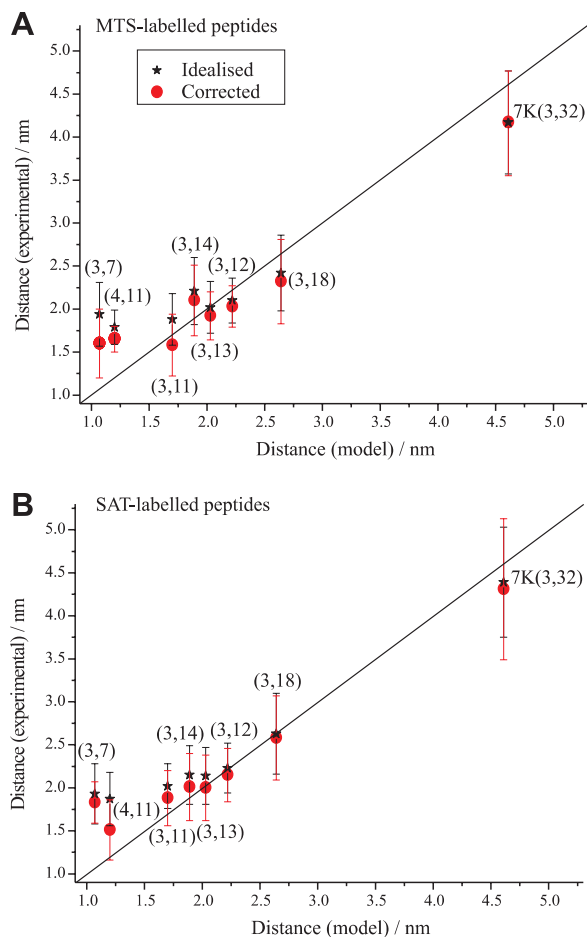 A
MTS-labelled peptides
Idealised
Corrected
5.0
4.5
4.0
3.5
3.0
2.5
2.0
1.5
1.0
Distance (experimental) / nm
(3,7)
(4,11)
(3,14)
(3,12)
(3,11)
(3,13)
(3,18)
7K(3,32)
1.0 1.5 2.0 2.5 3.0 3.5 4.0 4.5 5.0
Distance (model) / nm
B
SAT-labelled peptides
5.0
4.5
4.0
3.5
3.0
2.5
2.0
1.5
1.0
Distance (experimental) / nm
(3,7)
(4,11)
(3,14)
(3,12)
(3,18)
(3,11)
(3,13)
7K(3,32)
1.0 1.5 2.0 2.5 3.0 3.5 4.0 4.5 5.0
Distance (model) / nm